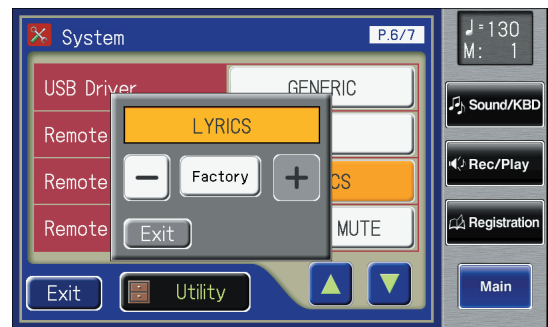 System P.6/7
USB Driver GENERIC
Remote
Remote CS
Remote MUTE
LYRICS
− Factory +
Exit
Exit Utility
♩=130
M: 1
Sound/KBD
Rec/Play
Registration
Main